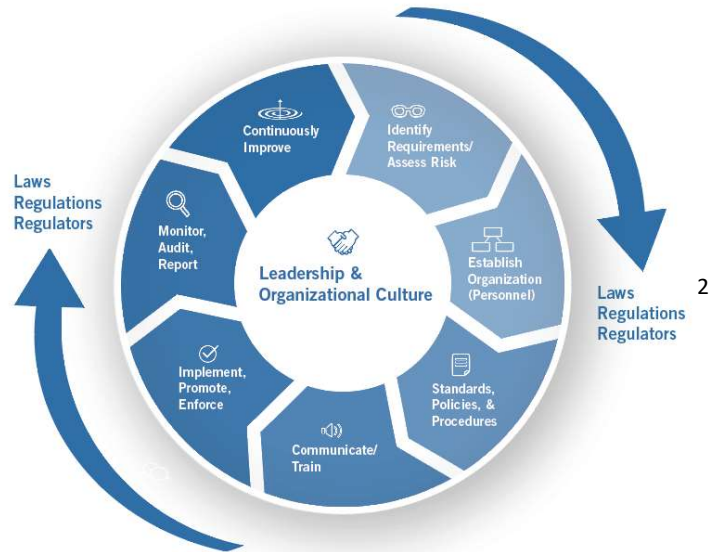 Continuously
Improve
Identify
Requirements/
Assess Risk
Laws
Regulations
Regulators
Monitor,
Audit,
Report
Leadership &
Organizational Culture
Establish
Organization
(Personnel)
Laws
Regulations
Regulators
2
Implement,
Promote,
Enforce
Standards,
Policies, &
Procedures
Communicate/
Train